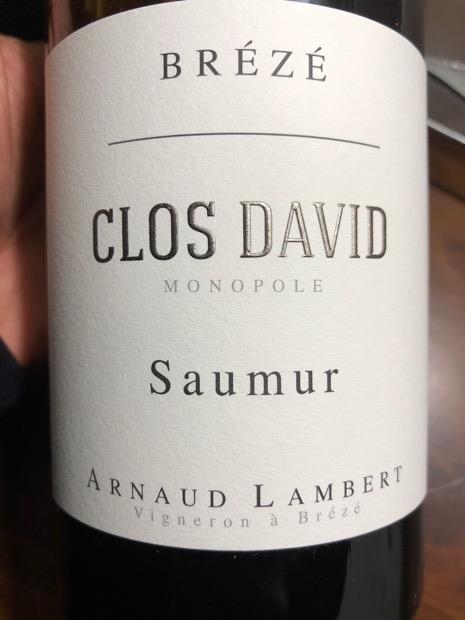 BRÉZÉ
CLOS DAVID
MONOPOLE
Saumur
ARNAUD LAMBERT
Vigneron à Brézé